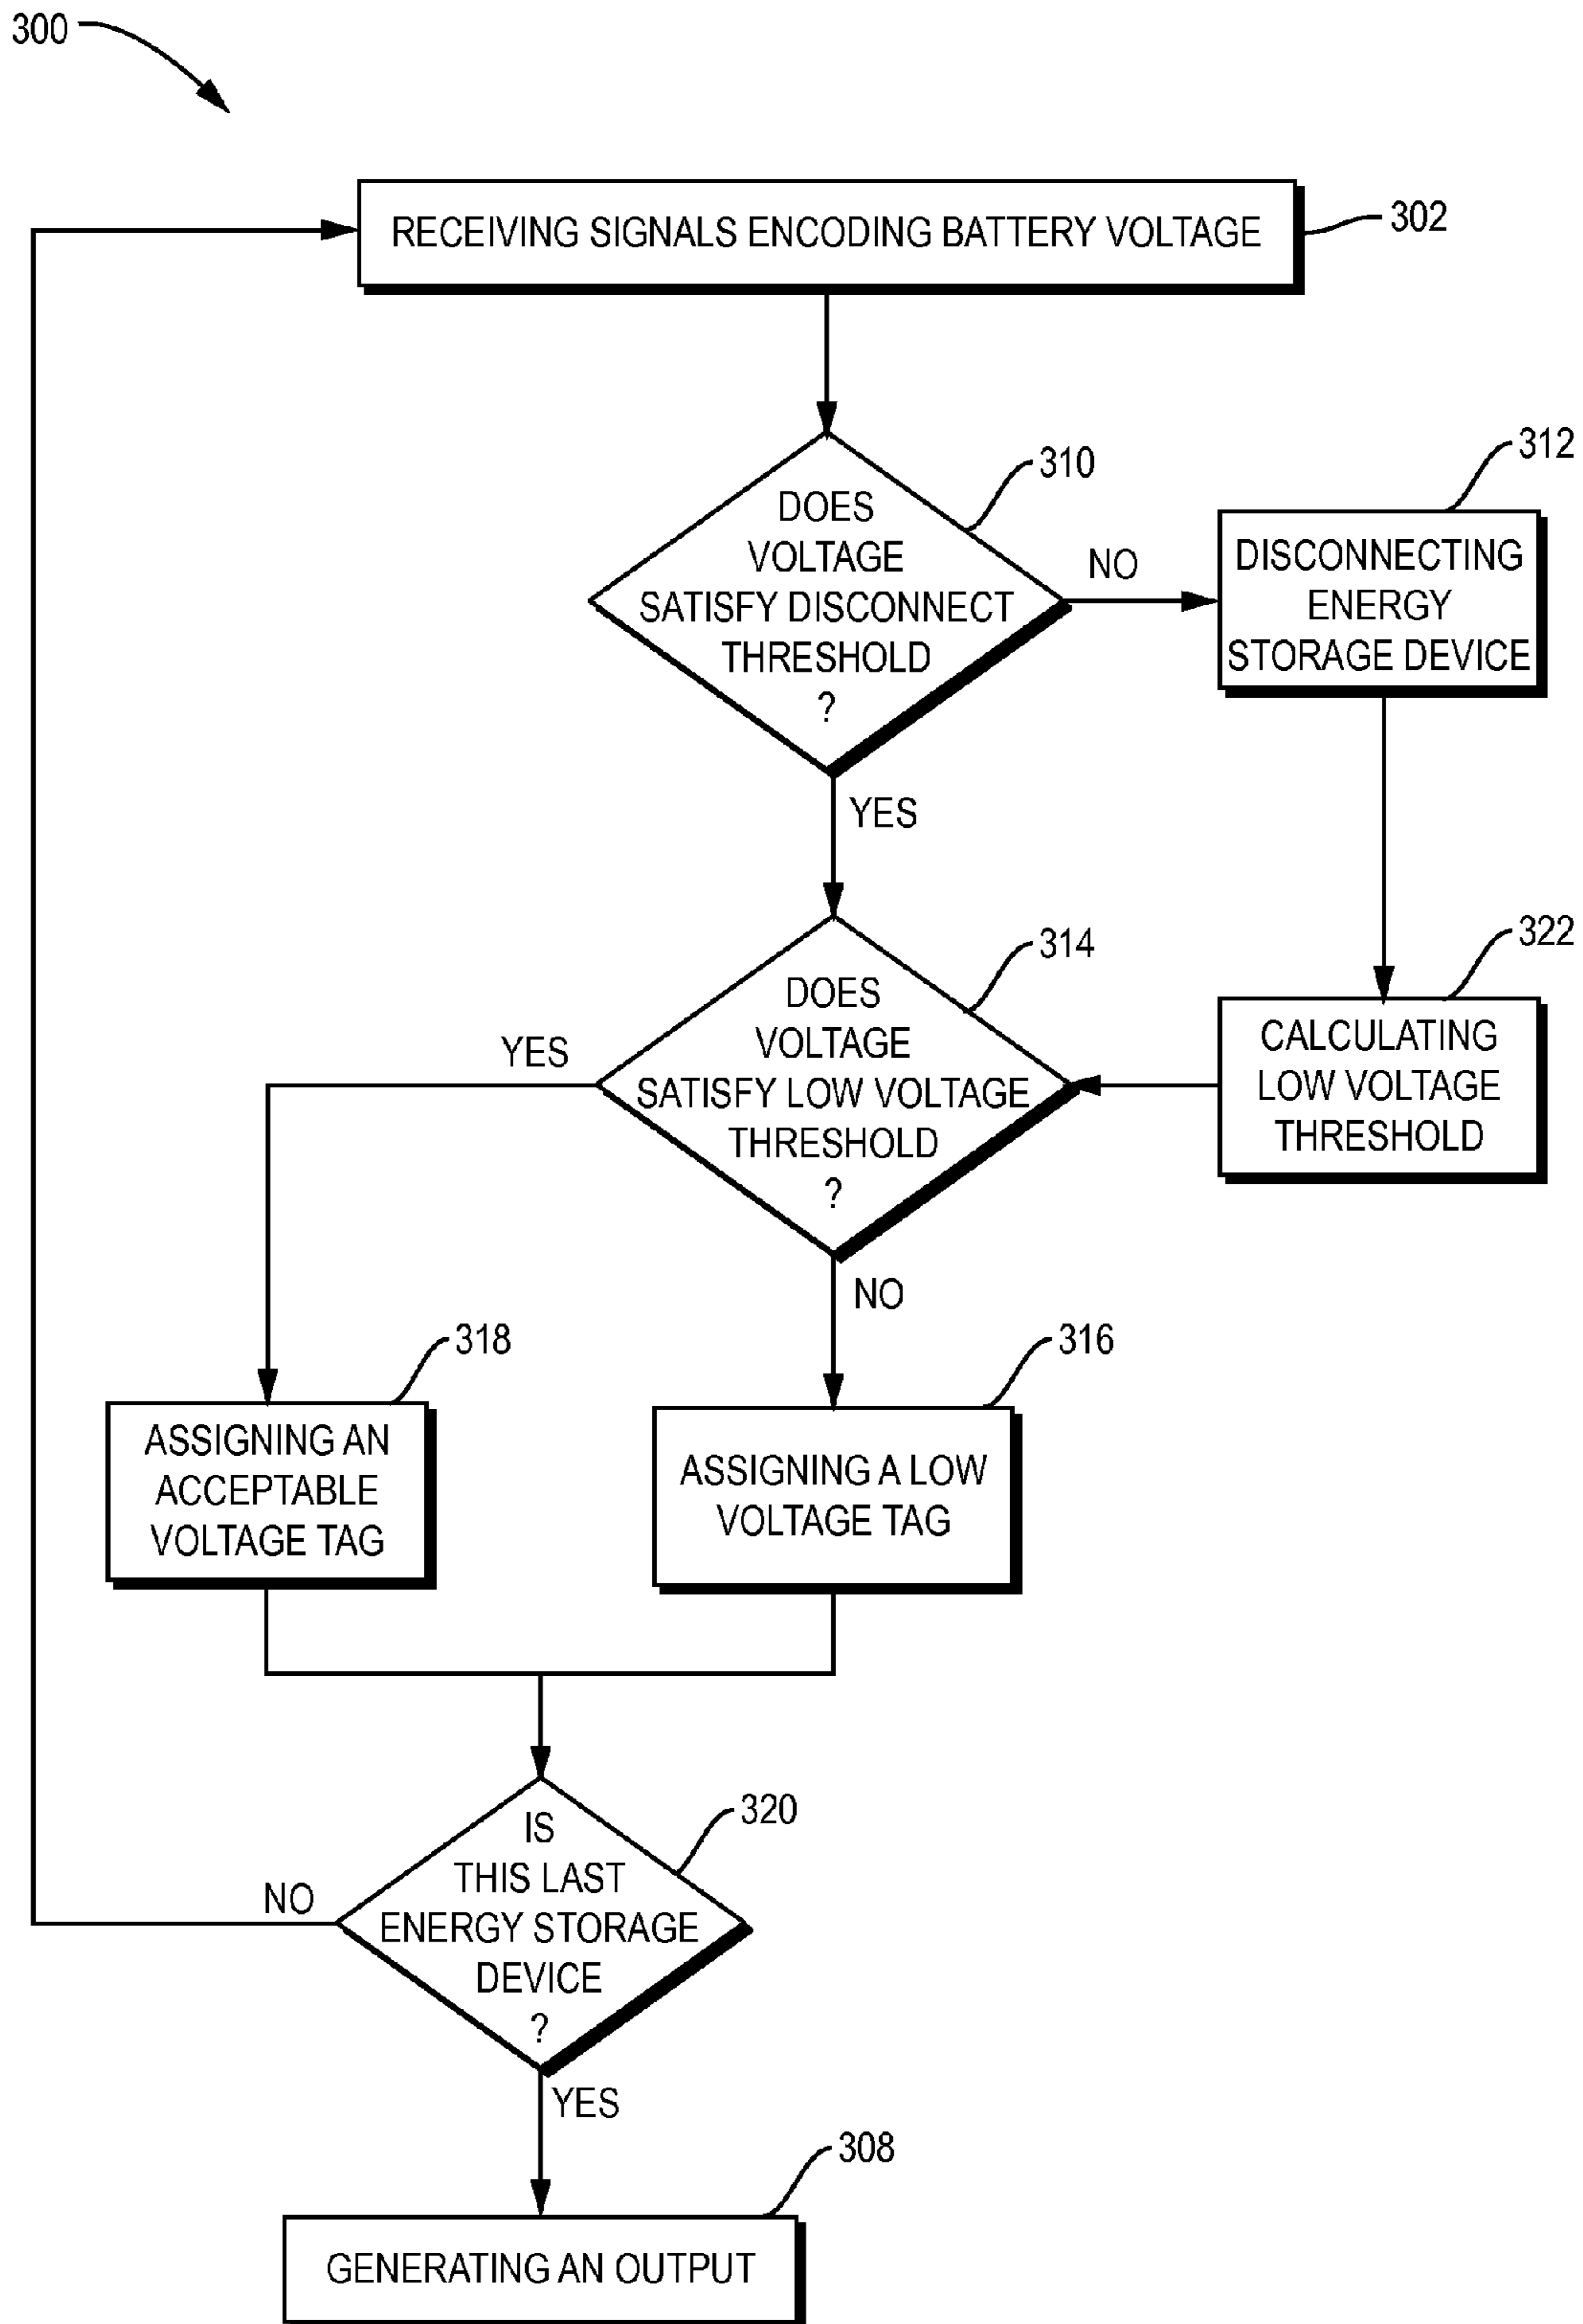 300
RECEIVING SIGNALS ENCODING BATTERY VOLTAGE
302
310
DOES
VOLTAGE
SATISFY DISCONNECT
THRESHOLD
?
NO
YES
312
DISCONNECTING
ENERGY
STORAGE DEVICE
314
DOES
VOLTAGE
SATISFY LOW VOLTAGE
THRESHOLD
?
YES
NO
322
CALCULATING
LOW VOLTAGE
THRESHOLD
318
ASSIGNING AN
ACCEPTABLE
VOLTAGE TAG
316
ASSIGNING A LOW
VOLTAGE TAG
320
IS
THIS LAST
ENERGY STORAGE
DEVICE
?
NO
YES
308
GENERATING AN OUTPUT